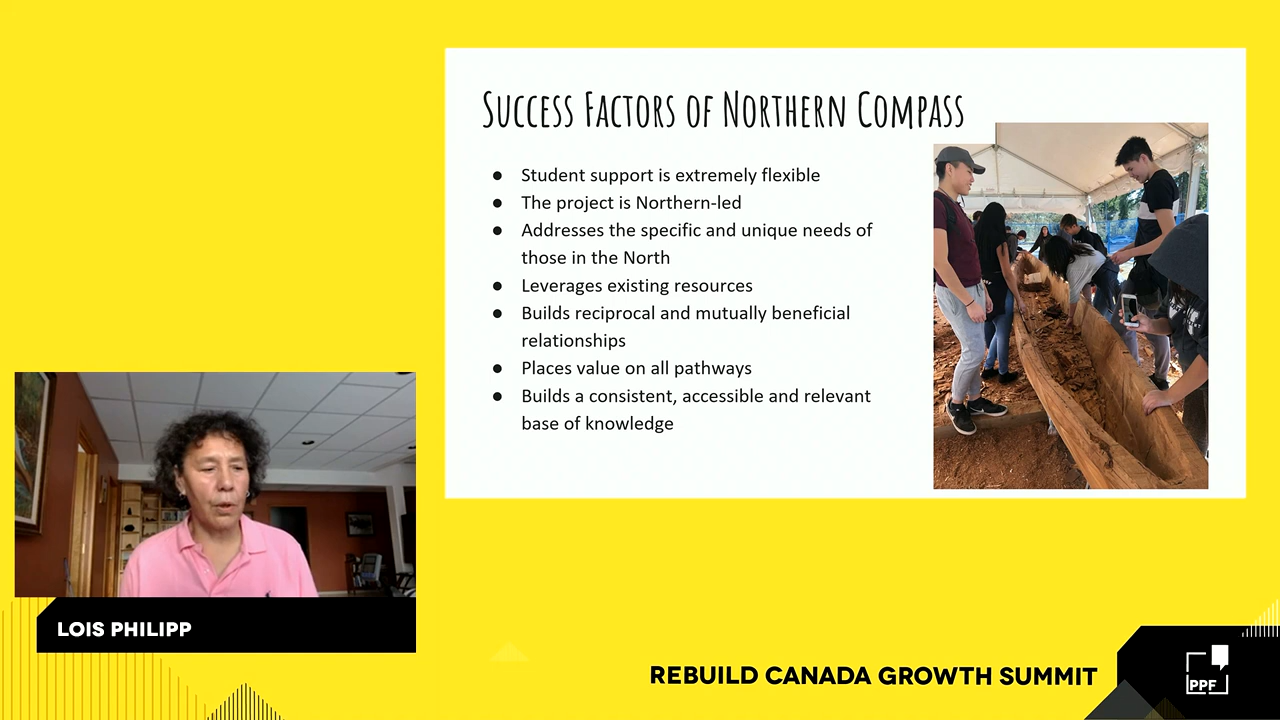 SUCCESS FACTORS OF NORTHERN COMPASS
● Student support is extremely flexible
● The project is Northern-led
● Addresses the specific and unique needs of
those in the North
● Leverages existing resources
● Builds reciprocal and mutually beneficial
relationships
● Places value on all pathways
● Builds a consistent, accessible and relevant
base of knowledge
LOIS PHILIPP
REBUILD CANADA GROWTH SUMMIT
PPF